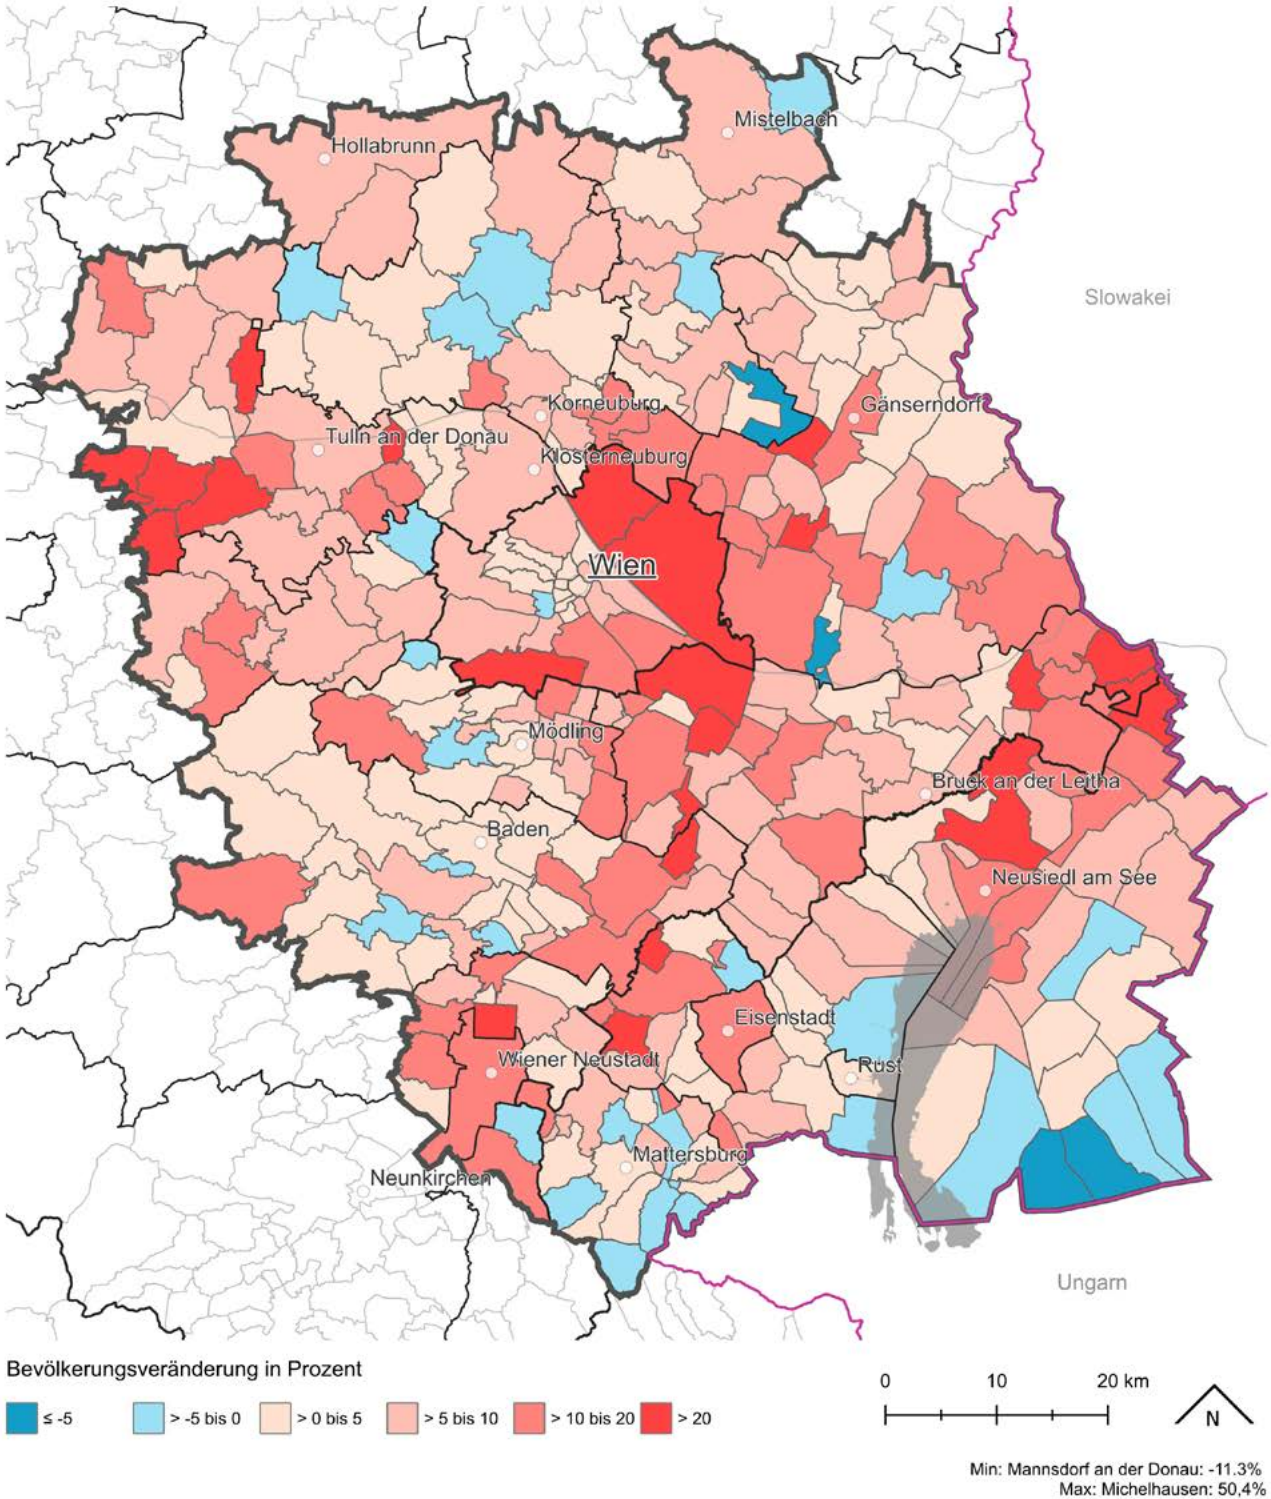 Mistelbach
Hollabrunn
Slowakei
Korneuburg
Gänserndorf
Tulln an der Donau
Klosterneuburg
Wien
Mödling
Bruck an der Leitha
Baden
Neusiedl am See
Eisenstadt
Wiener Neustadt
Rust
Mattersburg
Neunkirchen
Ungarn
Bevölkerungsveränderung in Prozent
≤ -5
> -5 bis 0
> 0 bis 5
> 5 bis 10
> 10 bis 20
> 20
0 10 20 km
N
Min: Mannsdorf an der Donau: -11.3%
Max: Michelhausen: 50,4%